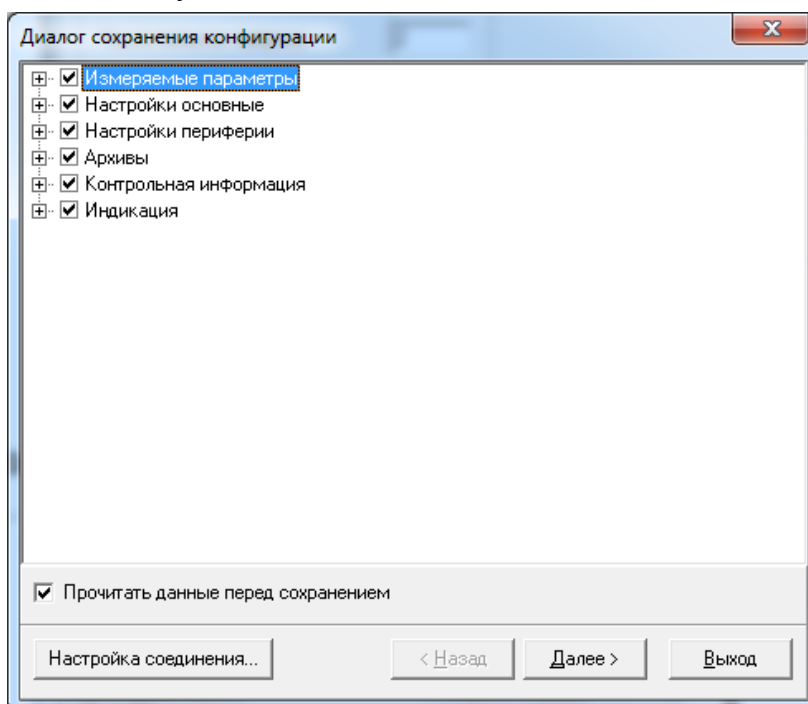 Диалог сохранения конфигурации
Измеряемые параметры
Настройки основные
Настройки периферии
Архивы
Контрольная информация
Индикация
Прочитать данные перед сохранением
Настройка соединения... < Назад Далее > Выход